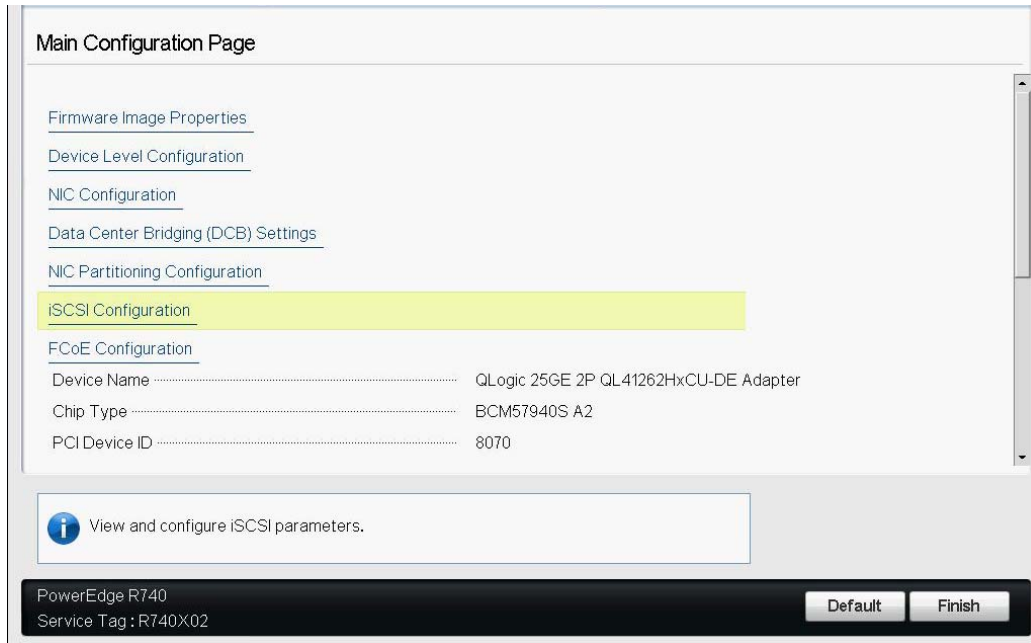 Main Configuration Page
Firmware Image Properties
Device Level Configuration
NIC Configuration
Data Center Bridging (DCB) Settings
NIC Partitioning Configuration
iSCSI Configuration
FCoE Configuration
Device Name QLogic 25GE 2P QL41262HxCU-DE Adapter
Chip Type BCM57940S A2
PCI Device ID 8070
View and configure iSCSI parameters.
PowerEdge R740
Service Tag: R740X02
Default Finish